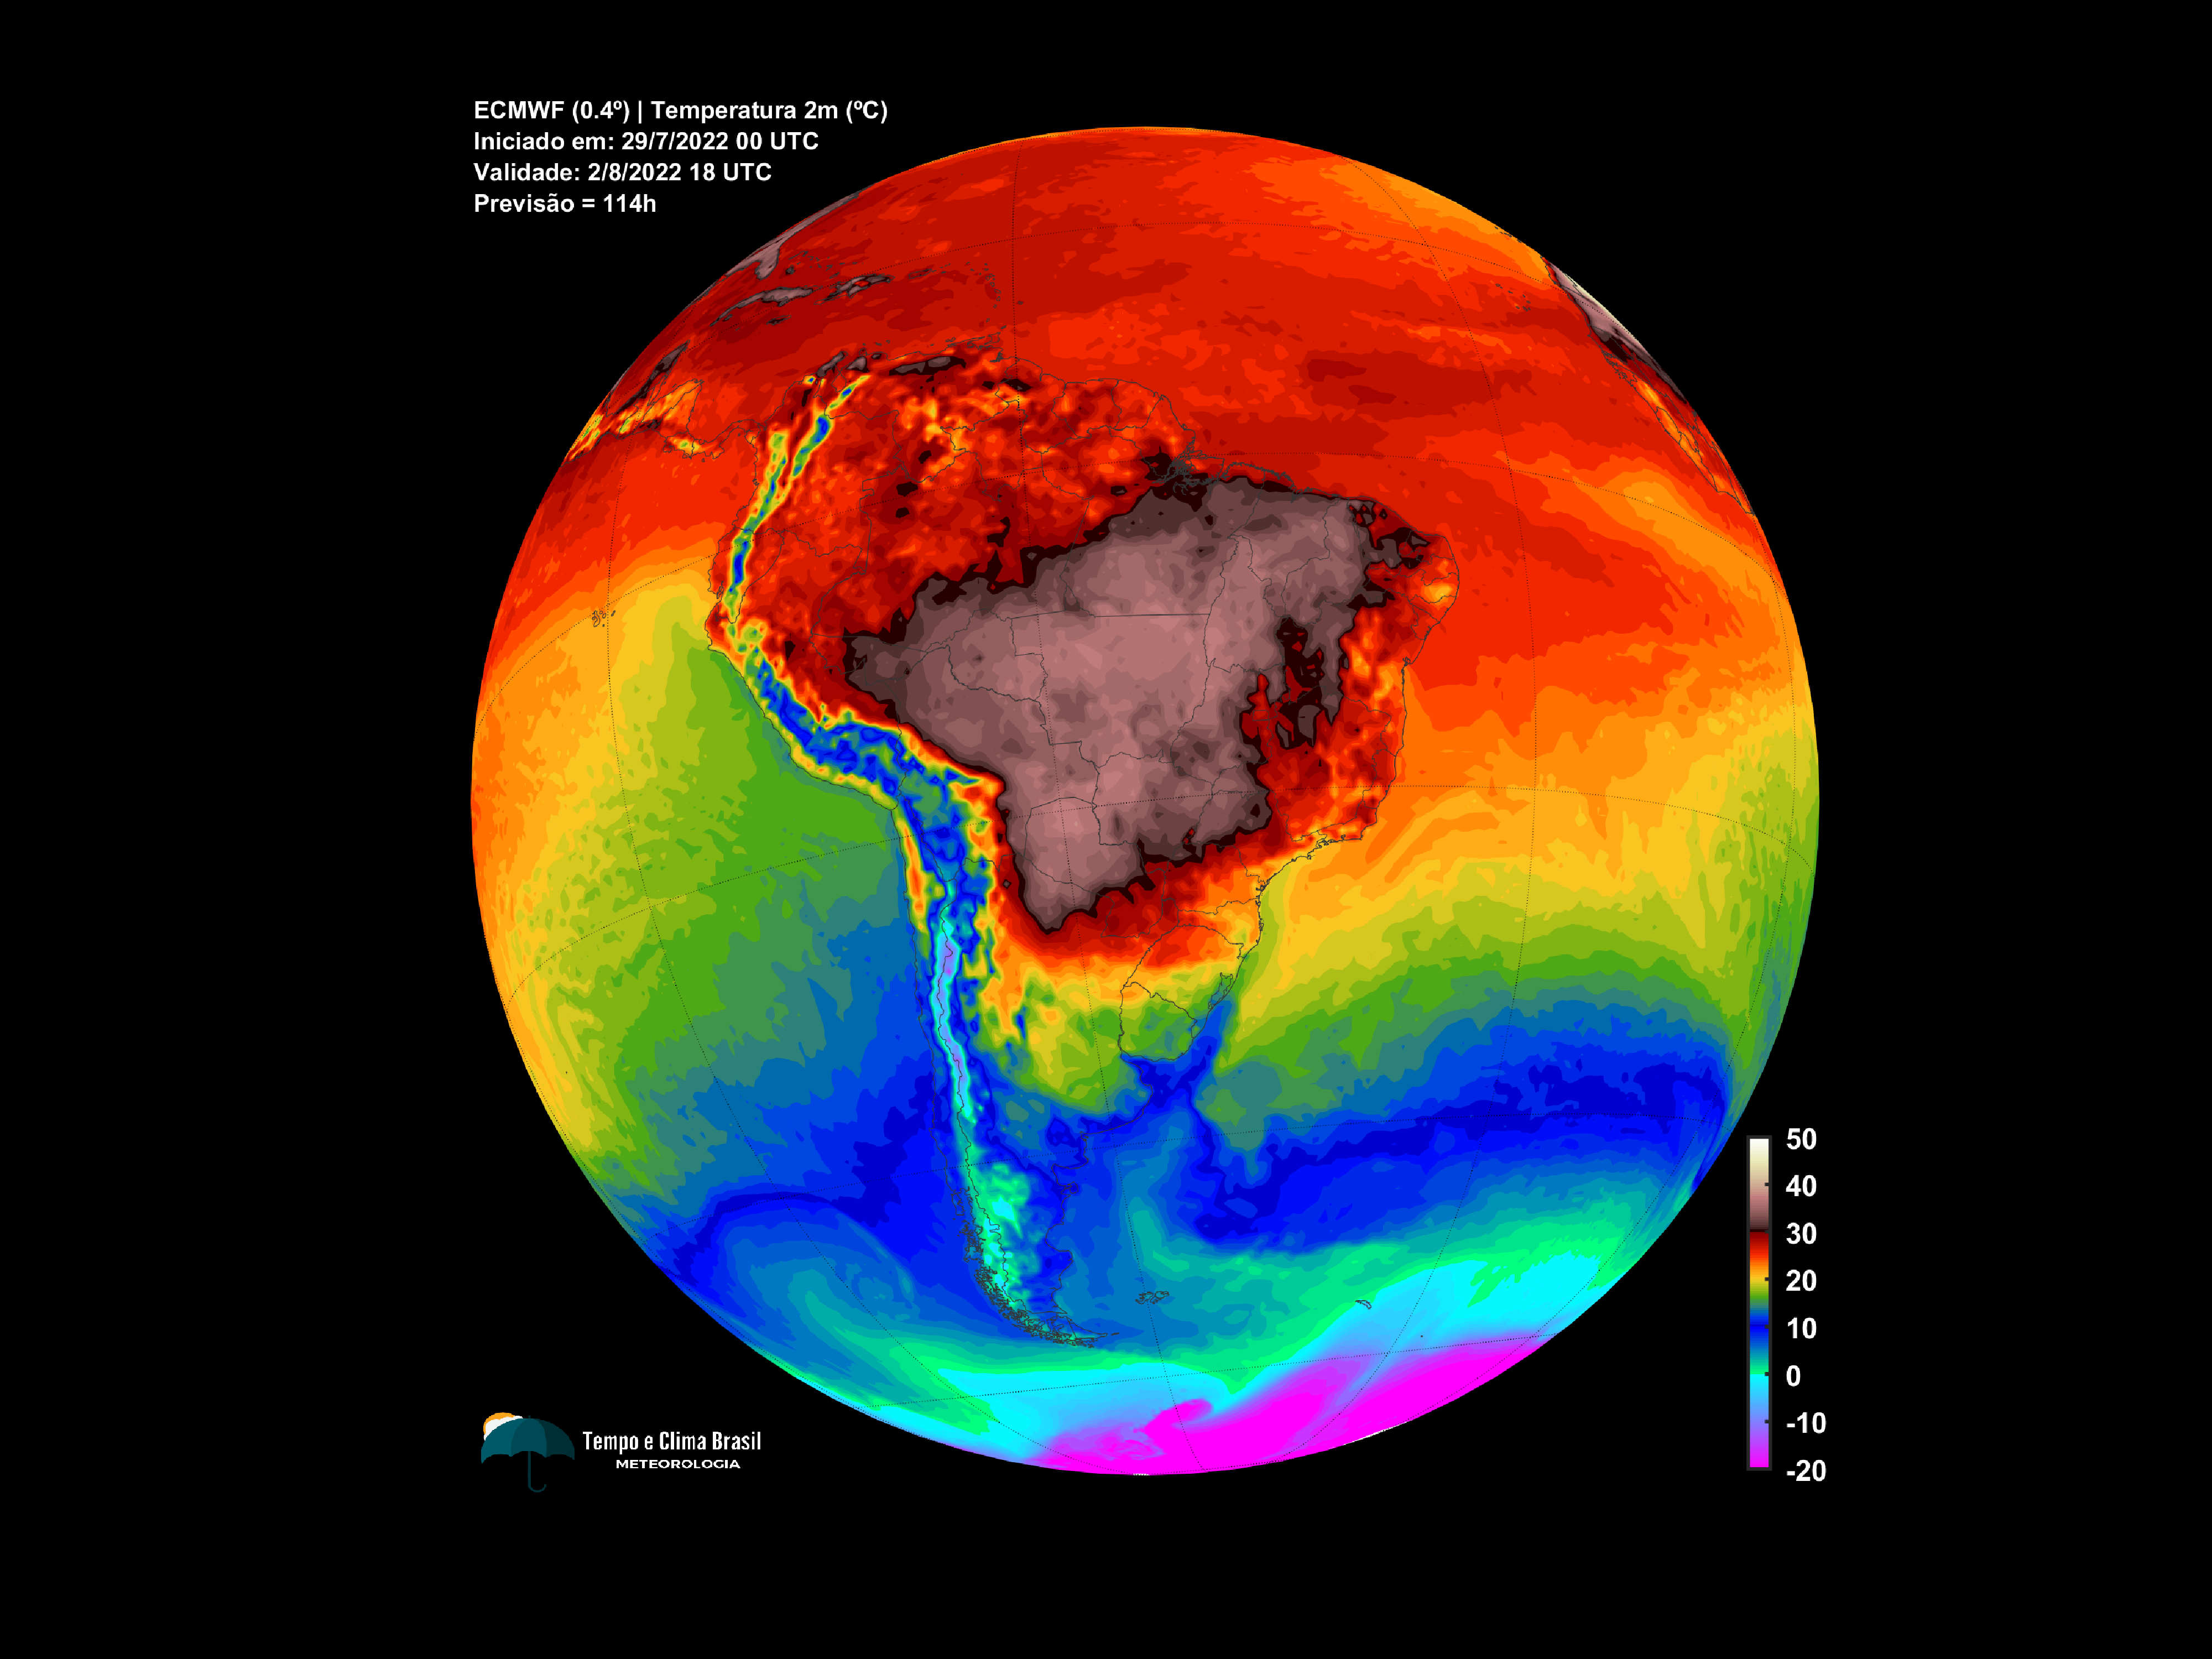 ECMWF (0.4º) | Temperatura 2m (ºC)
Iniciado em: 29/7/2022 00 UTC
Validade: 2/8/2022 18 UTC
Previsão = 114h
50
40
30
20
10
0
-10
-20
Tempo e Clima Brasil
METEOROLOGIA